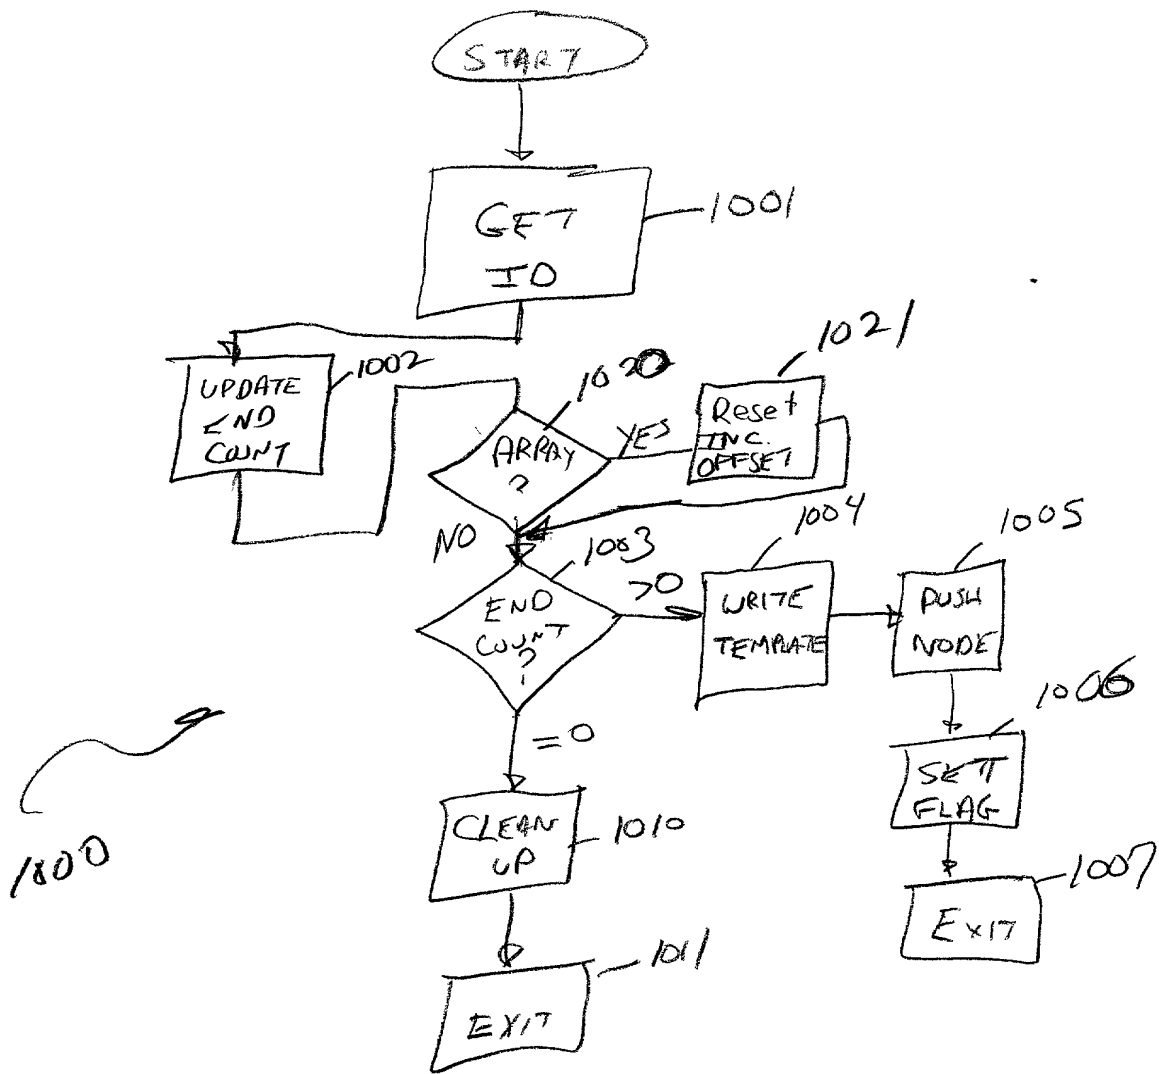 START
GET
IO
1001
UPDATE
END
COUNT
1002
ARRAY
?
1020
YES
Reset
INC.
OFFSET
1021
NO
END
COUNT
?
1003
>0
WRITE
TEMPLATE
1004
PUSH
NODE
1005
SET
FLAG
1006
EXIT
1007
=0
CLEAN
UP
1010
EXIT
1011
1000